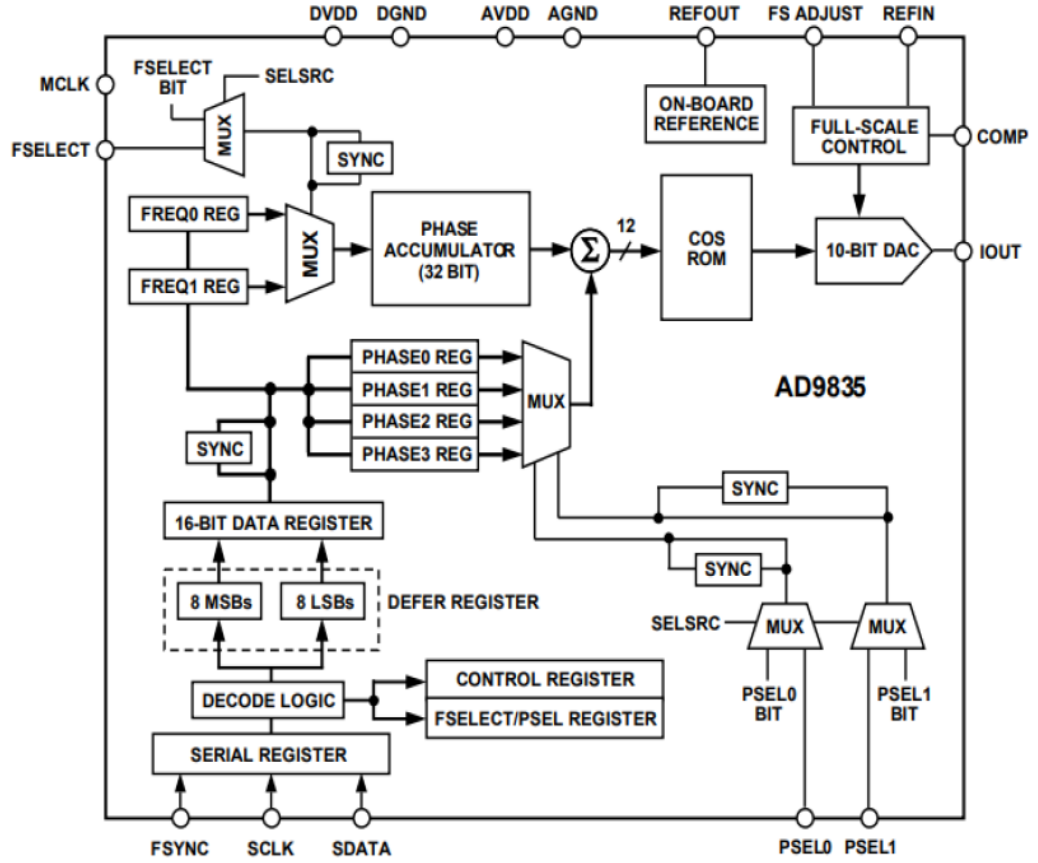 DVDD DGND AVDD AGND REFOUT FS ADJUST REFIN
MCLK
FSELECT
BIT
SELSRC
MUX
FSELECT
SYNC
ON-BOARD
REFERENCE
FULL-SCALE
CONTROL
COMP
FREQ0 REG
FREQ1 REG
MUX
PHASE
ACCUMULATOR
(32 BIT)
Σ
12
COS
ROM
10-BIT DAC
IOUT
PHASE0 REG
PHASE1 REG
PHASE2 REG
PHASE3 REG
MUX
AD9835
SYNC
16-BIT DATA REGISTER
SYNC
SYNC
8 MSBs
8 LSBs
DEFER REGISTER
SELSRC
MUX
MUX
DECODE LOGIC
CONTROL REGISTER
FSELECT/PSEL REGISTER
PSEL0
BIT
PSEL1
BIT
SERIAL REGISTER
FSYNC SCLK SDATA PSEL0 PSEL1